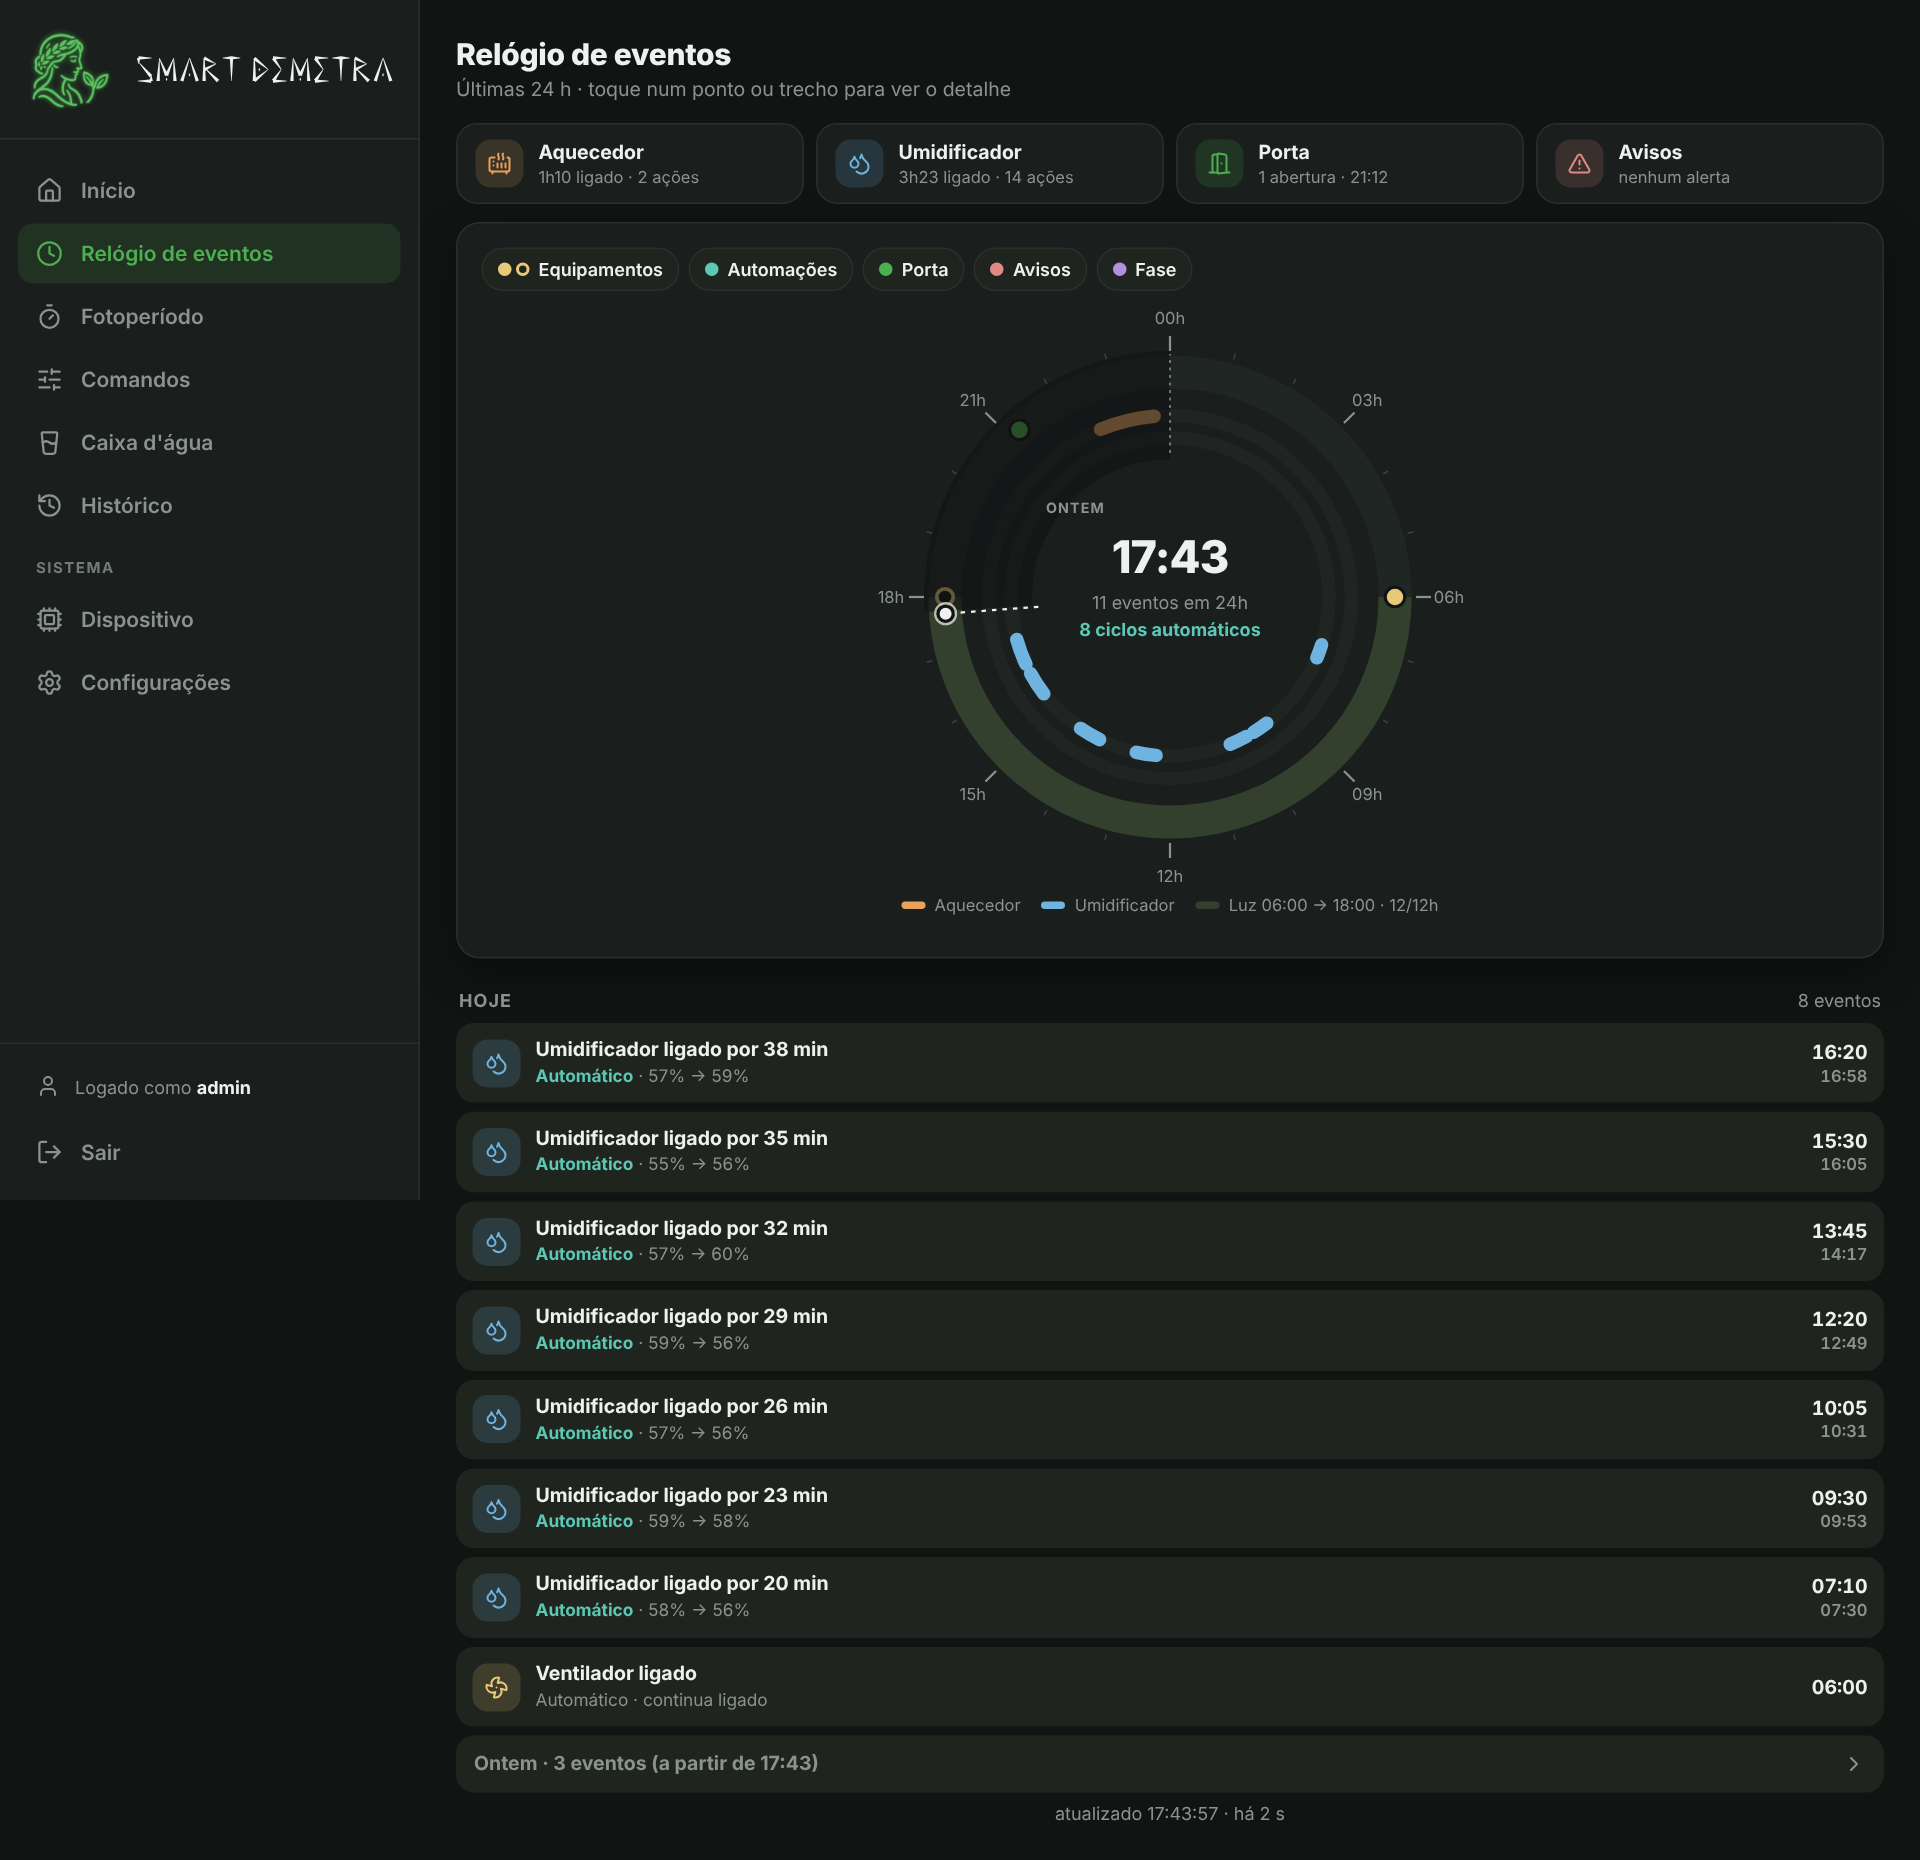 SMART DEMETRA
Início
Relógio de eventos
Fotoperíodo
Comandos
Caixa d'água
Histórico
SISTEMA
Dispositivo
Configurações
Logado como admin
Sair
Relógio de eventos
Últimas 24 h · toque num ponto ou trecho para ver o detalhe
Aquecedor
1h10 ligado · 2 ações
Umidificador
3h23 ligado · 14 ações
Porta
1 abertura · 21:12
Avisos
nenhum alerta
Equipamentos
Automações
Porta
Avisos
Fase
00h
03h
06h
09h
12h
15h
18h
21h
ONTEM
17:43
11 eventos em 24h
8 ciclos automáticos
Aquecedor
Umidificador
Luz 06:00 → 18:00 · 12/12h
HOJE
8 eventos
Umidificador ligado por 38 min
Automático · 57% → 59%
16:20
16:58
Umidificador ligado por 35 min
Automático · 55% → 56%
15:30
16:05
Umidificador ligado por 32 min
Automático · 57% → 60%
13:45
14:17
Umidificador ligado por 29 min
Automático · 59% → 56%
12:20
12:49
Umidificador ligado por 26 min
Automático · 57% → 56%
10:05
10:31
Umidificador ligado por 23 min
Automático · 59% → 58%
09:30
09:53
Umidificador ligado por 20 min
Automático · 58% → 56%
07:10
07:30
Ventilador ligado
Automático · continua ligado
06:00
Ontem · 3 eventos (a partir de 17:43)
atualizado 17:43:57 · há 2 s